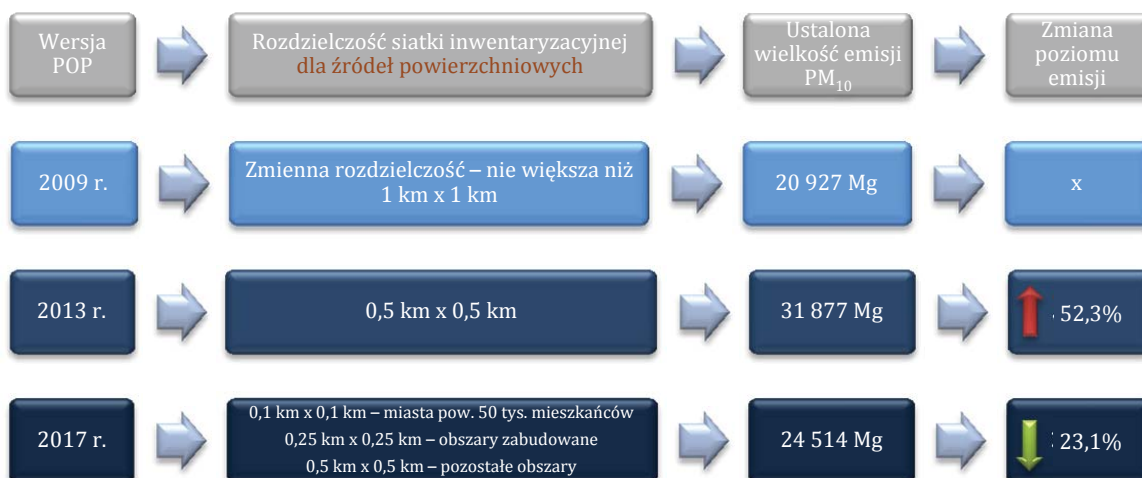 Wersja
POP
Rozdzielczość siatki inwentaryzacyjnej
dla źródeł powierzchniowych
Ustalona
wielkość emisji
PM₁₀
Zmiana
poziomu
emisji
2009 r.
Zmienna rozdzielczość – nie większa niż
1 km x 1 km
20 927 Mg
x
2013 r.
0,5 km x 0,5 km
31 877 Mg
52,3%
2017 r.
0,1 km x 0,1 km – miasta pow. 50 tys. mieszkańców
0,25 km x 0,25 km – obszary zabudowane
0,5 km x 0,5 km – pozostałe obszary
24 514 Mg
23,1%